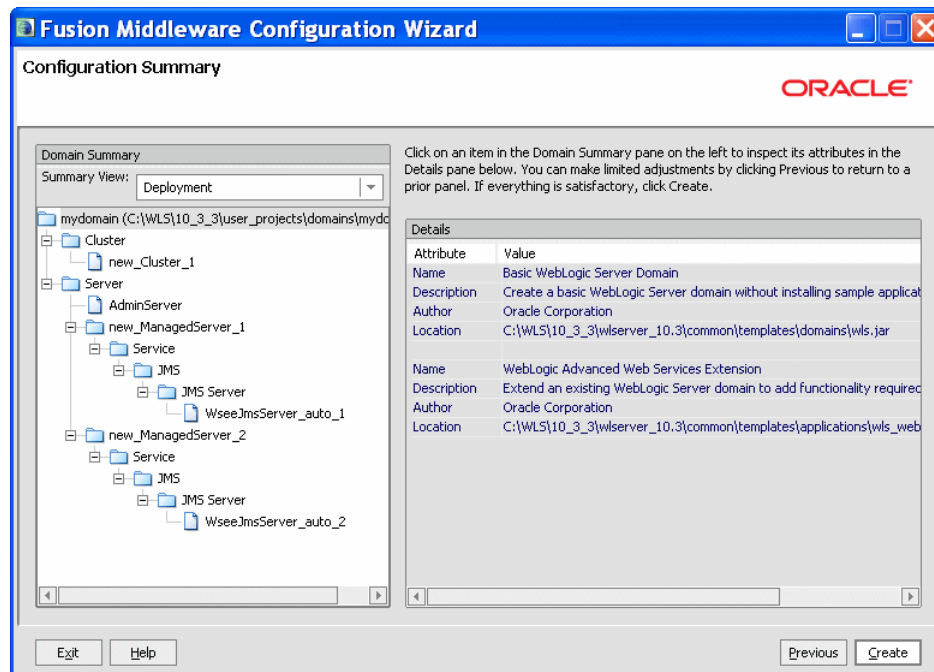 Fusion Middleware Configuration Wizard
Configuration Summary
ORACLE
Domain Summary
Summary View:
Deployment
mydomain (C:\WLS\10_3_3\user_projects\domains\mydc
Cluster
new_Cluster_1
Server
AdminServer
new_ManagedServer_1
Service
JMS
JMS Server
WseeJmsServer_auto_1
new_ManagedServer_2
Service
JMS
JMS Server
WseeJmsServer_auto_2
Click on an item in the Domain Summary pane on the left to inspect its attributes in the
Details pane below. You can make limited adjustments by clicking Previous to return to a
prior panel. If everything is satisfactory, click Create.
Details
Attribute Value
Name Basic WebLogic Server Domain
Description Create a basic WebLogic Server domain without installing sample applicat
Author Oracle Corporation
Location C:\WLS\10_3_3\wlserver_10.3\common\templates\domains\wls.jar
Name WebLogic Advanced Web Services Extension
Description Extend an existing WebLogic Server domain to add functionality required
Author Oracle Corporation
Location C:\WLS\10_3_3\wlserver_10.3\common\templates\applications\wls_web
Exit Help Previous Create